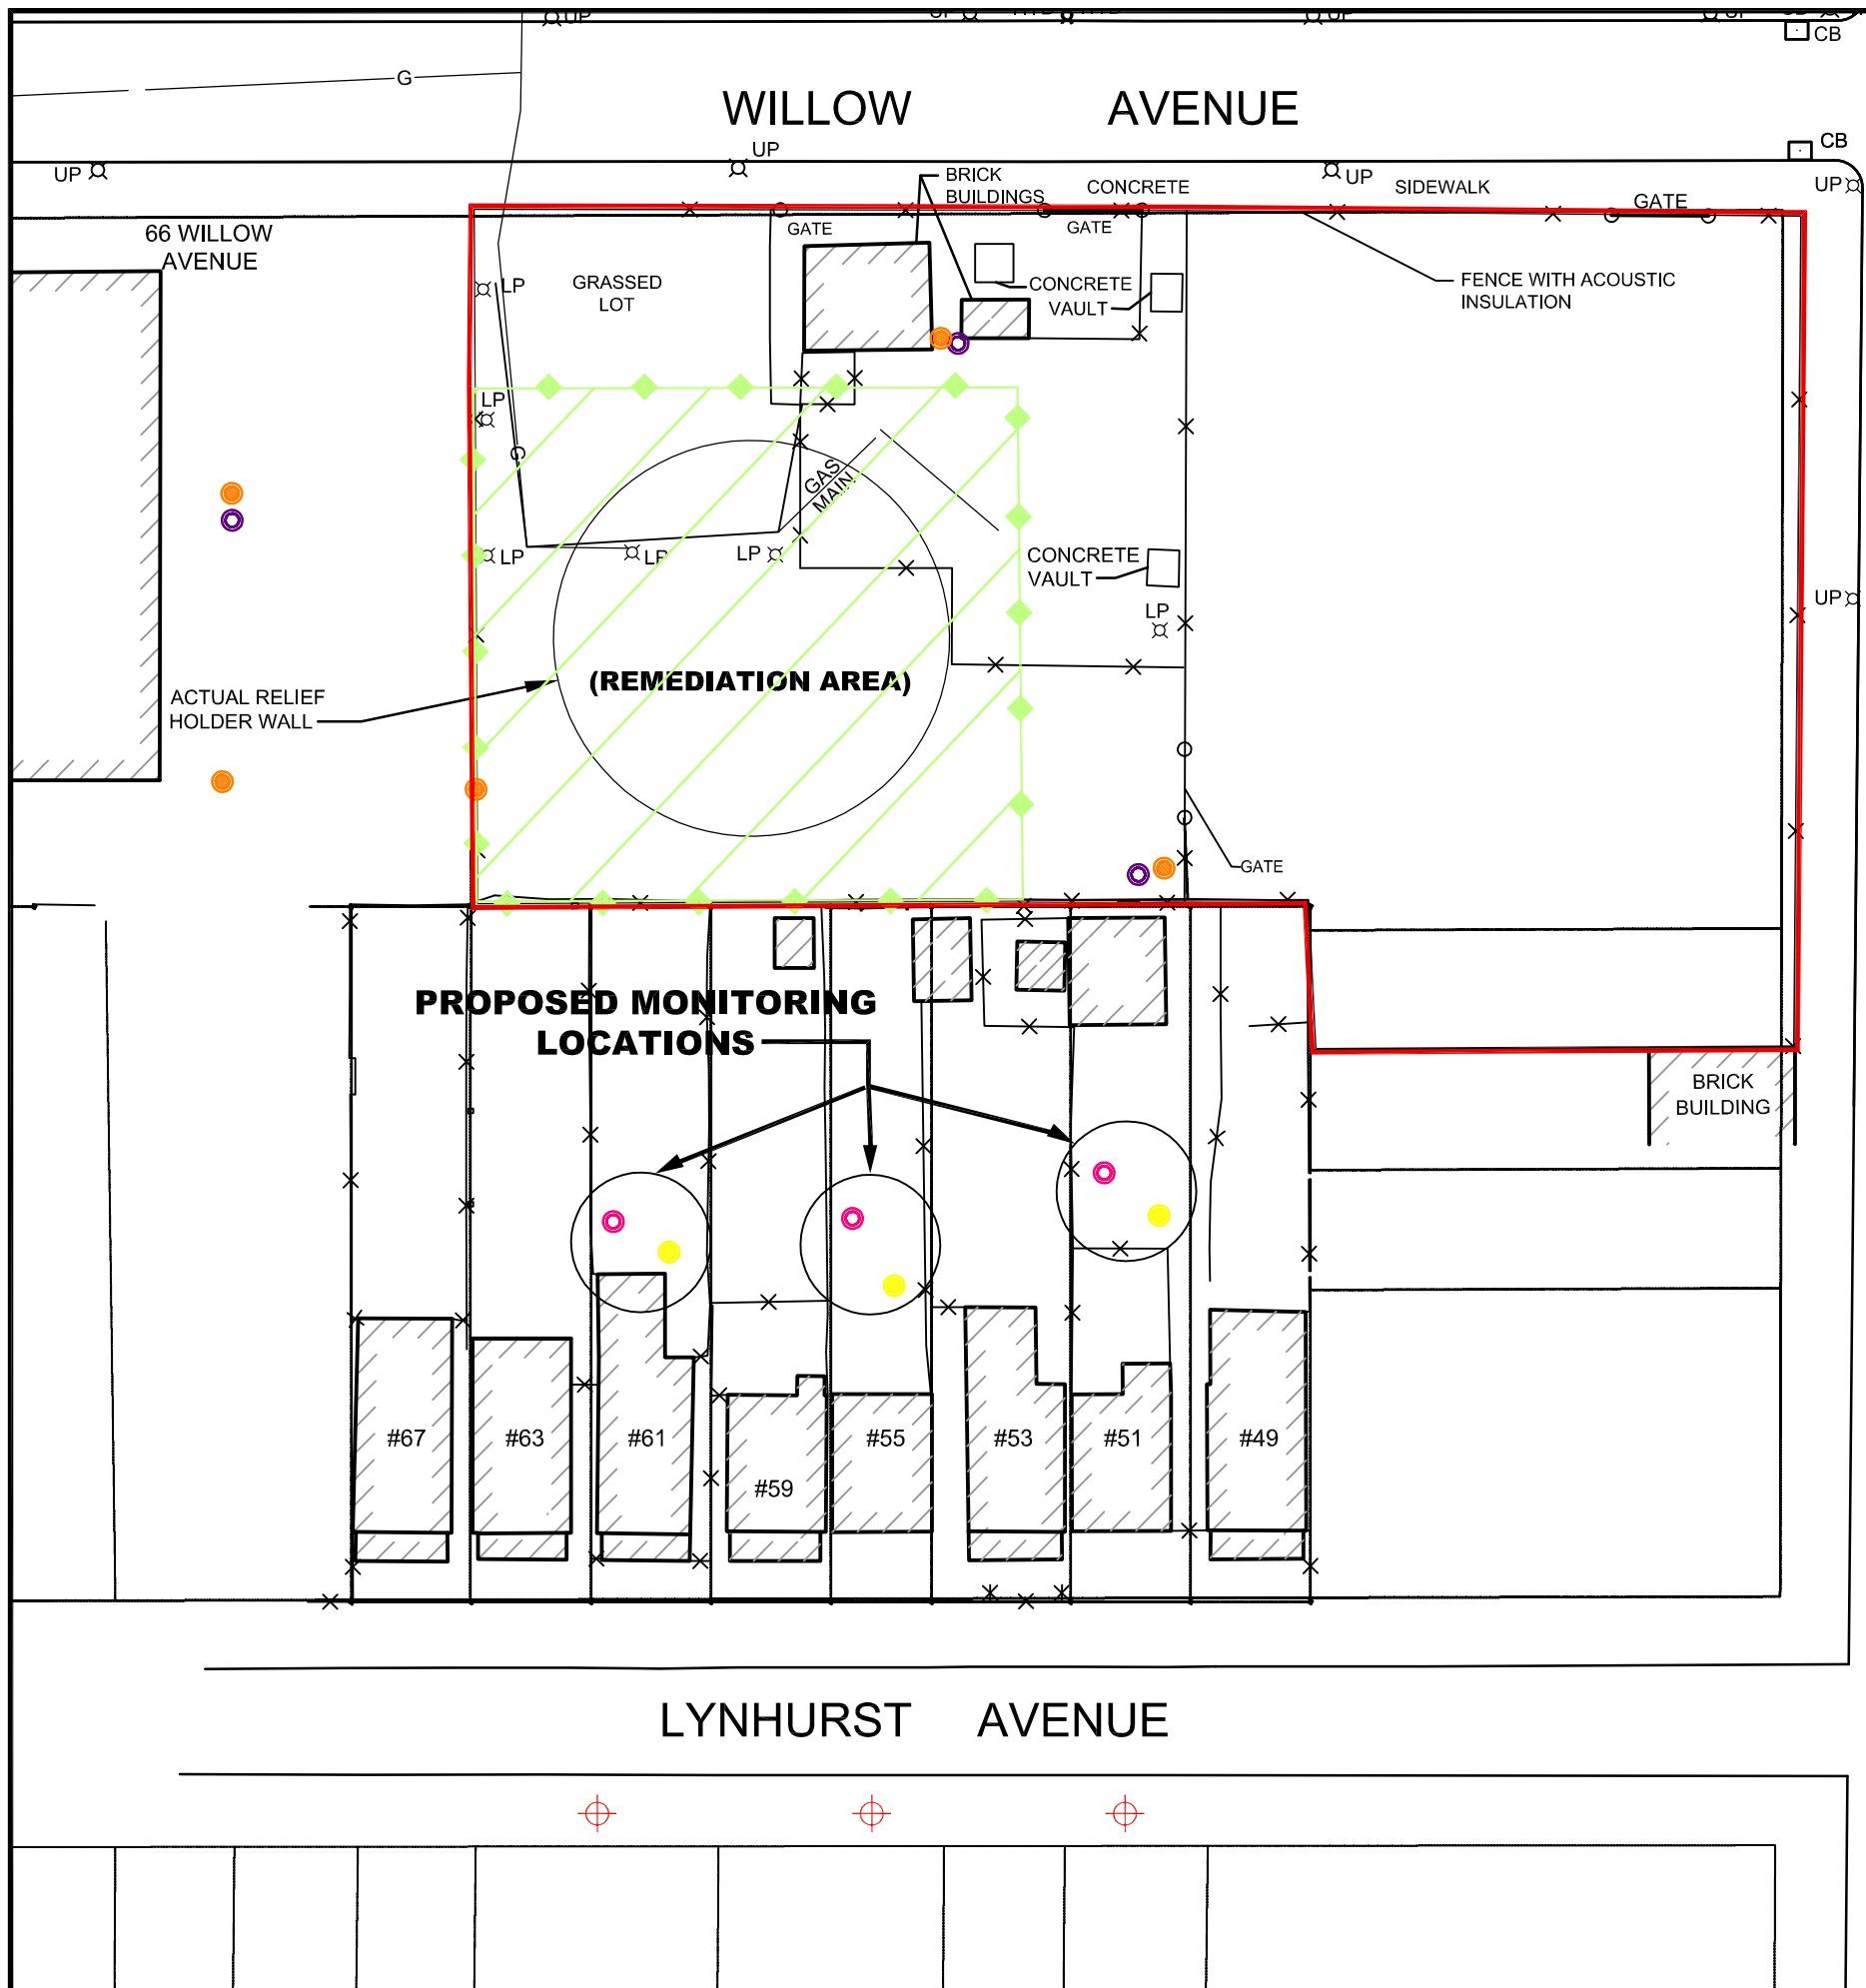 UP
CB
G
WILLOW AVENUE
CB
UP
UP
UP
UP
BRICK
BUILDINGS
CONCRETE
SIDEWALK
GATE
66 WILLOW
AVENUE
GATE
GATE
LP
GRASSED
LOT
CONCRETE
VAULT
FENCE WITH ACOUSTIC
INSULATION
LP
G
GAS
MAIN
LP
LP
LP
CONCRETE
VAULT
LP
UP
(REMEDIATION AREA)
ACTUAL RELIEF
HOLDER WALL
GATE
PROPOSED MONITORING
LOCATIONS
BRICK
BUILDING
#67
#63
#61
#59
#55
#53
#51
#49
LYNHURST AVENUE